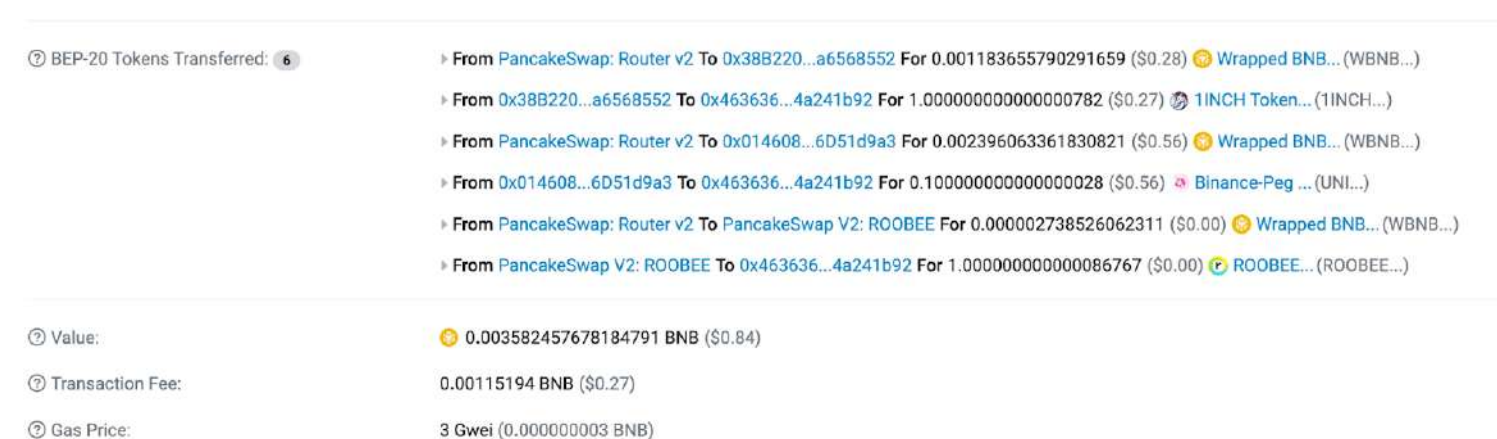 BEP-20 Tokens Transferred: 6
From PancakeSwap: Router v2 To 0x38B220...a6568552 For 0.001183655790291659 ($0.28) Wrapped BNB... (WBNB...)
From 0x38B220...a6568552 To 0x463636...4a241b92 For 1.000000000000000782 ($0.27) 1INCH Token... (1INCH...)
From PancakeSwap: Router v2 To 0x014608...6D51d9a3 For 0.002396063361830821 ($0.56) Wrapped BNB... (WBNB...)
From 0x014608...6D51d9a3 To 0x463636...4a241b92 For 0.100000000000000028 ($0.56) Binance-Peg ... (UNI...)
From PancakeSwap: Router v2 To PancakeSwap V2: ROOBEE For 0.000002738526062311 ($0.00) Wrapped BNB... (WBNB...)
From PancakeSwap V2: ROOBEE To 0x463636...4a241b92 For 1.000000000000086767 ($0.00) ROOBEE... (ROOBEE...)
Value: 0.003582457678184791 BNB ($0.84)
Transaction Fee: 0.00115194 BNB ($0.27)
Gas Price: 3 Gwei (0.000000003 BNB)